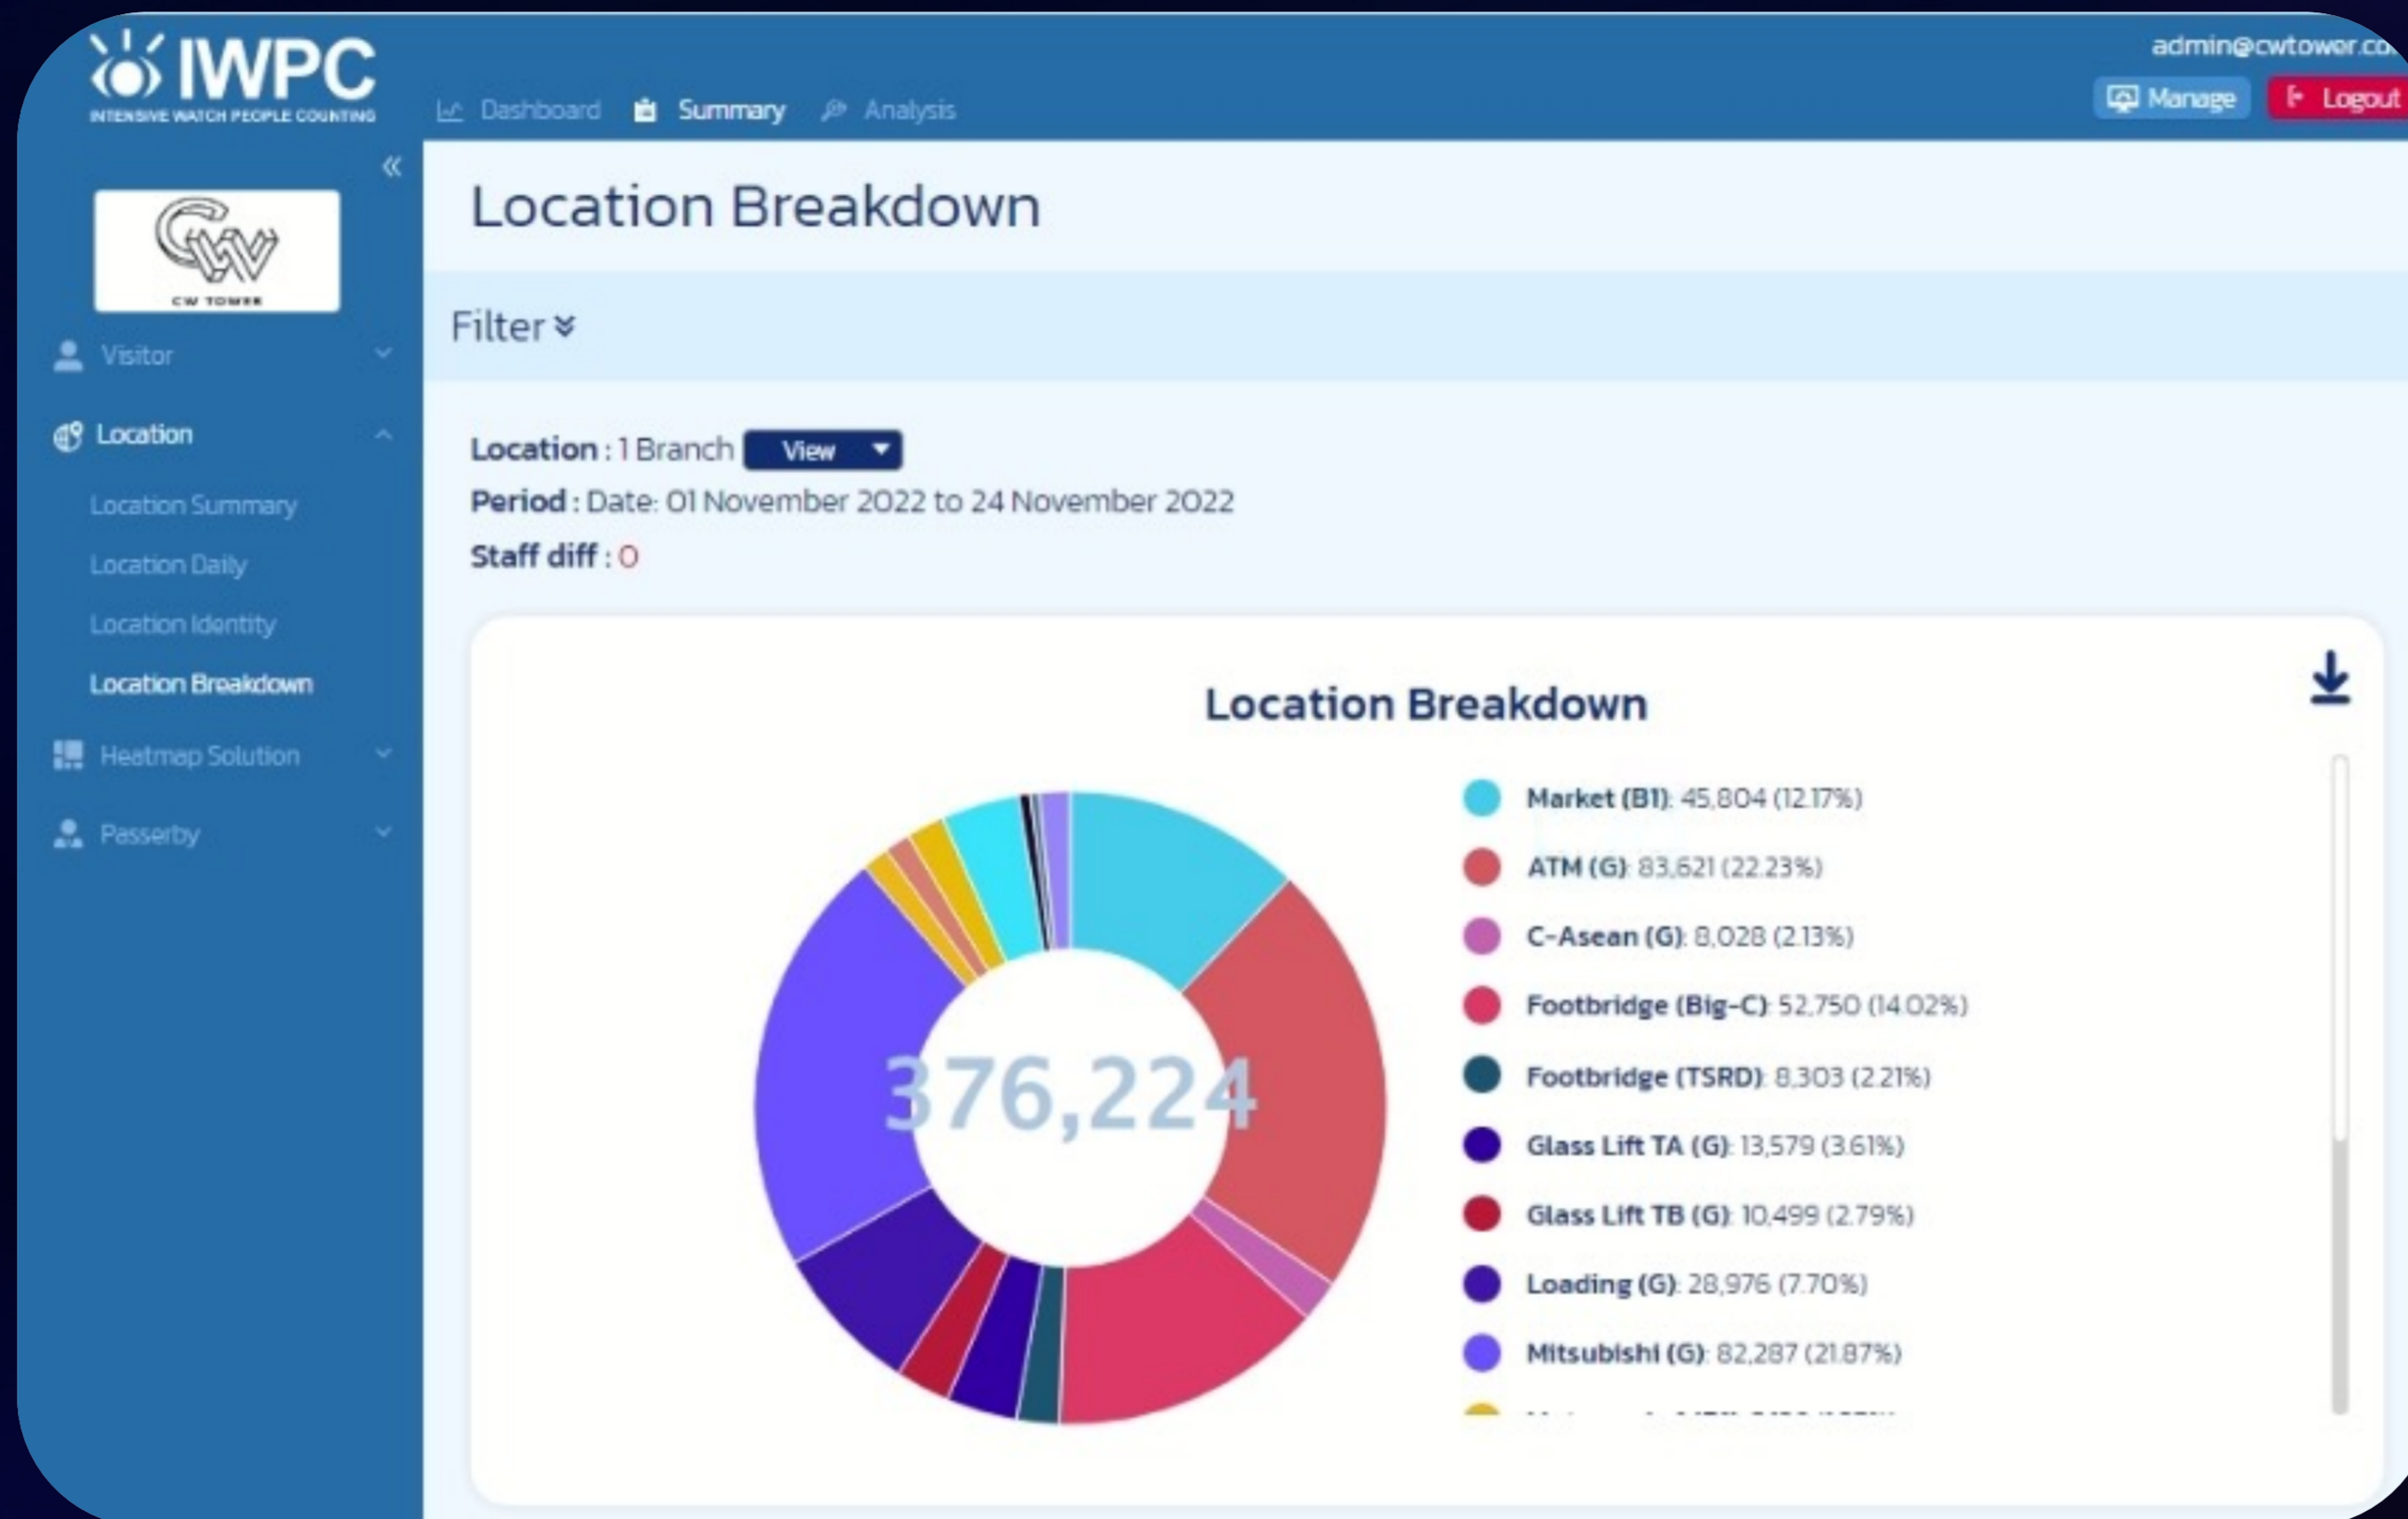 IWPC
INTENSIVE WATCH PEOPLE COUNTING
Dashboard Summary Analysis
admin@cwtower.co
Manage Logout
CW TOWER
Visitor
Location
Location Summary
Location Daily
Location Identity
Location Breakdown
Heatmap Solution
Passerby
Location Breakdown
Filter
Location : 1 Branch View
Period : Date: 01 November 2022 to 24 November 2022
Staff diff : 0
Location Breakdown
376,224
Market (B1): 45,804 (12.17%)
ATM (G): 83,621 (22.23%)
C-Asean (G): 8,028 (2.13%)
Footbridge (Big-C): 52,750 (14.02%)
Footbridge (TSRD): 8,303 (2.21%)
Glass Lift TA (G): 13,579 (3.61%)
Glass Lift TB (G): 10,499 (2.79%)
Loading (G): 28,976 (7.70%)
Mitsubishi (G): 82,287 (21.87%)